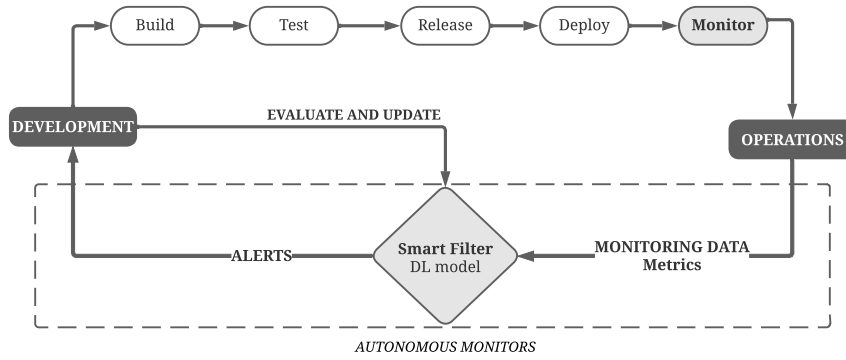 Build
Test
Release
Deploy
Monitor
EVALUATE AND UPDATE
DEVELOPMENT
OPERATIONS
Smart Filter
DL model
ALERTS
MONITORING DATA
Metrics
AUTONOMOUS MONITORS